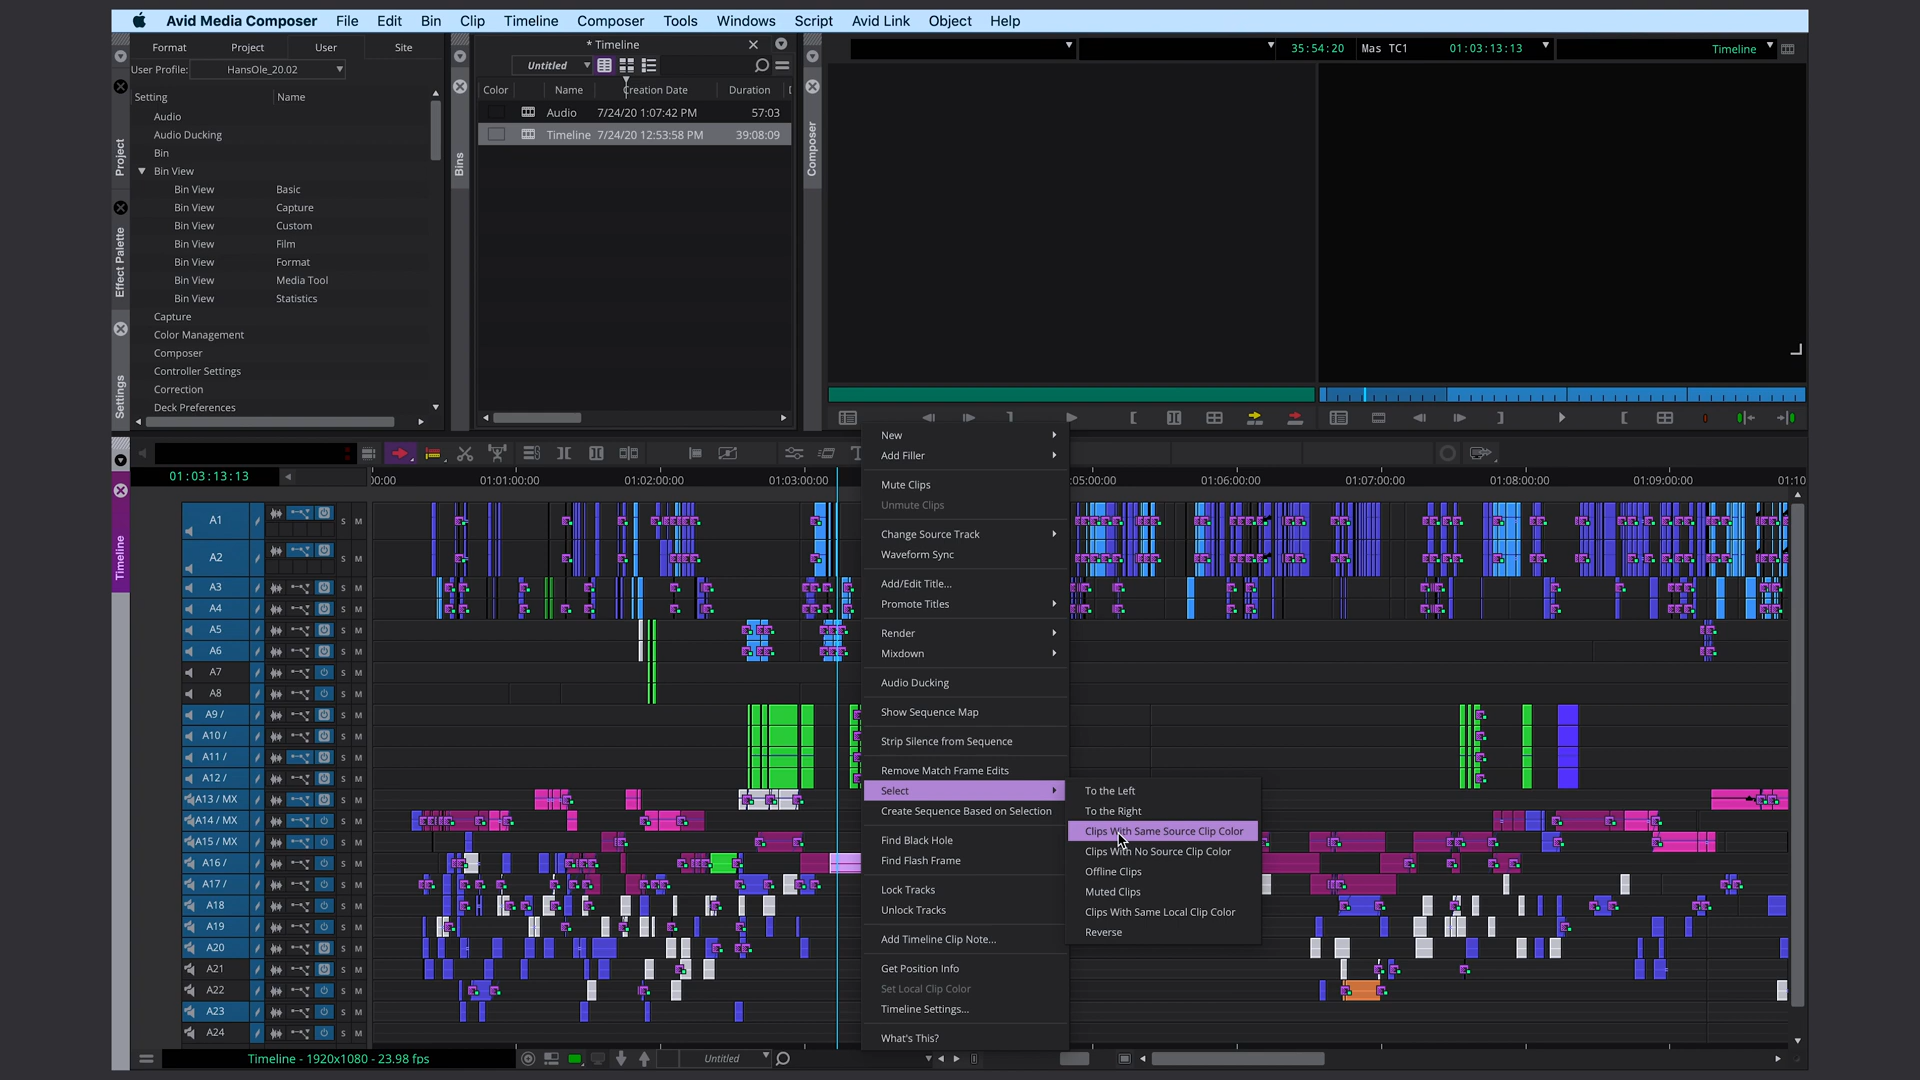 Avid Media Composer File Edit Bin Clip Timeline Composer Tools Windows Script Avid Link Object Help
Format Project User Site
User Profile: HansOle_20.02
Setting Name
Audio
Audio Ducking
Bin
Bin View
Bin View Basic
Bin View Capture
Bin View Custom
Bin View Film
Bin View Format
Bin View Media Tool
Bin View Statistics
Capture
Color Management
Composer
Controller Settings
Correction
Deck Preferences
Project
Effect Palette
Settings
Bins
* Timeline
Untitled
Color Name Creation Date Duration
Audio 7/24/20 1:07:42 PM 57:03
Timeline 7/24/20 12:53:58 PM 39:08:09
Composer
35:54:20 Mas TC1 01:03:13:13 Timeline
Timeline
01:03:13:13
00:00 01:01:00:00 01:02:00:00 01:03:00:00 :05:00:00 01:06:00:00 01:07:00:00 01:08:00:00 01:09:00:00 01:10
A1 S M
A2 S M
A3 S M
A4 S M
A5 S M
A6 S M
A7 S M
A8 S M
A9 / S M
A10 / S M
A11 / S M
A12 / S M
A13 / MX S M
A14 / MX S M
A15 / MX S M
A16 / S M
A17 / S M
A18 S M
A19 S M
A20 S M
A21 S M
A22 S M
A23 S M
A24 S M
New
Add Filler
Mute Clips
Unmute Clips
Change Source Track
Waveform Sync
Add/Edit Title...
Promote Titles
Render
Mixdown
Audio Ducking
Show Sequence Map
Strip Silence from Sequence
Remove Match Frame Edits
Select
Create Sequence Based on Selection
Find Black Hole
Find Flash Frame
Lock Tracks
Unlock Tracks
Add Timeline Clip Note...
Get Position Info
Set Local Clip Color
Timeline Settings...
What's This?
To the Left
To the Right
Clips With Same Source Clip Color
Clips With No Source Clip Color
Offline Clips
Muted Clips
Clips With Same Local Clip Color
Reverse
Timeline - 1920x1080 - 23.98 fps
Untitled